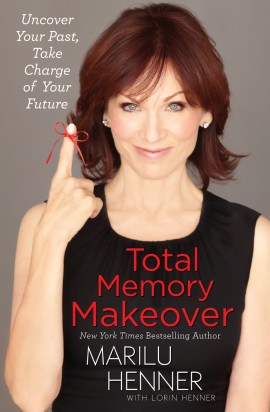 Uncover
Your Past,
Take
Charge
of Your
Future
Total
Memory
Makeover
New York Times Bestselling Author
MARILU
HENNER
WITH LORIN HENNER